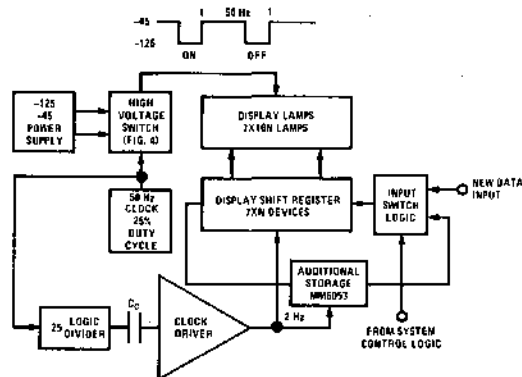 -45
1 50 Hz 1
-125
ON OFF
-125
-45
POWER
SUPPLY
HIGH
VOLTAGE
SWITCH
(FIG. 4)
DISPLAY LAMPS
7X16N LAMPS
50 Hz
CLOCK
25%
DUTY
CYCLE
DISPLAY SHIFT REGISTER
7XN DEVICES
INPUT
SWITCH
LOGIC
NEW DATA
INPUT
ADDITIONAL
STORAGE
MM6053
25 LOGIC
DIVIDER
CC
CLOCK
DRIVER
2 Hz
FROM SYSTEM
CONTROL LOGIC